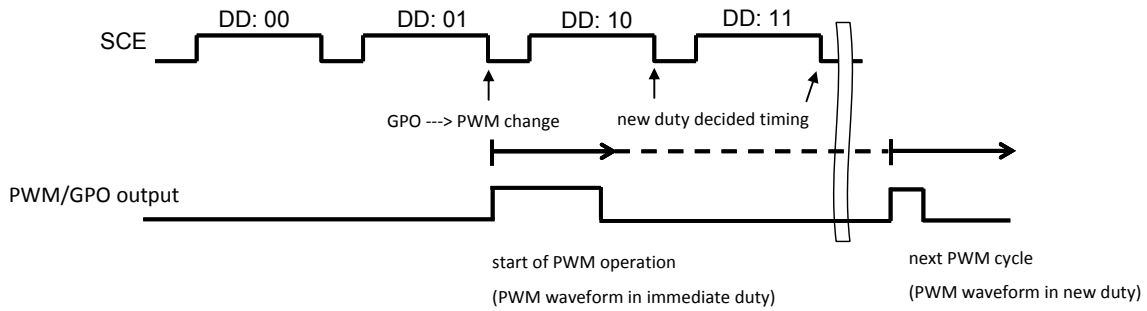 DD: 00 DD: 01 DD: 10 DD: 11
SCE
GPO ---> PWM change new duty decided timing
PWM/GPO output
start of PWM operation next PWM cycle
(PWM waveform in immediate duty) (PWM waveform in new duty)